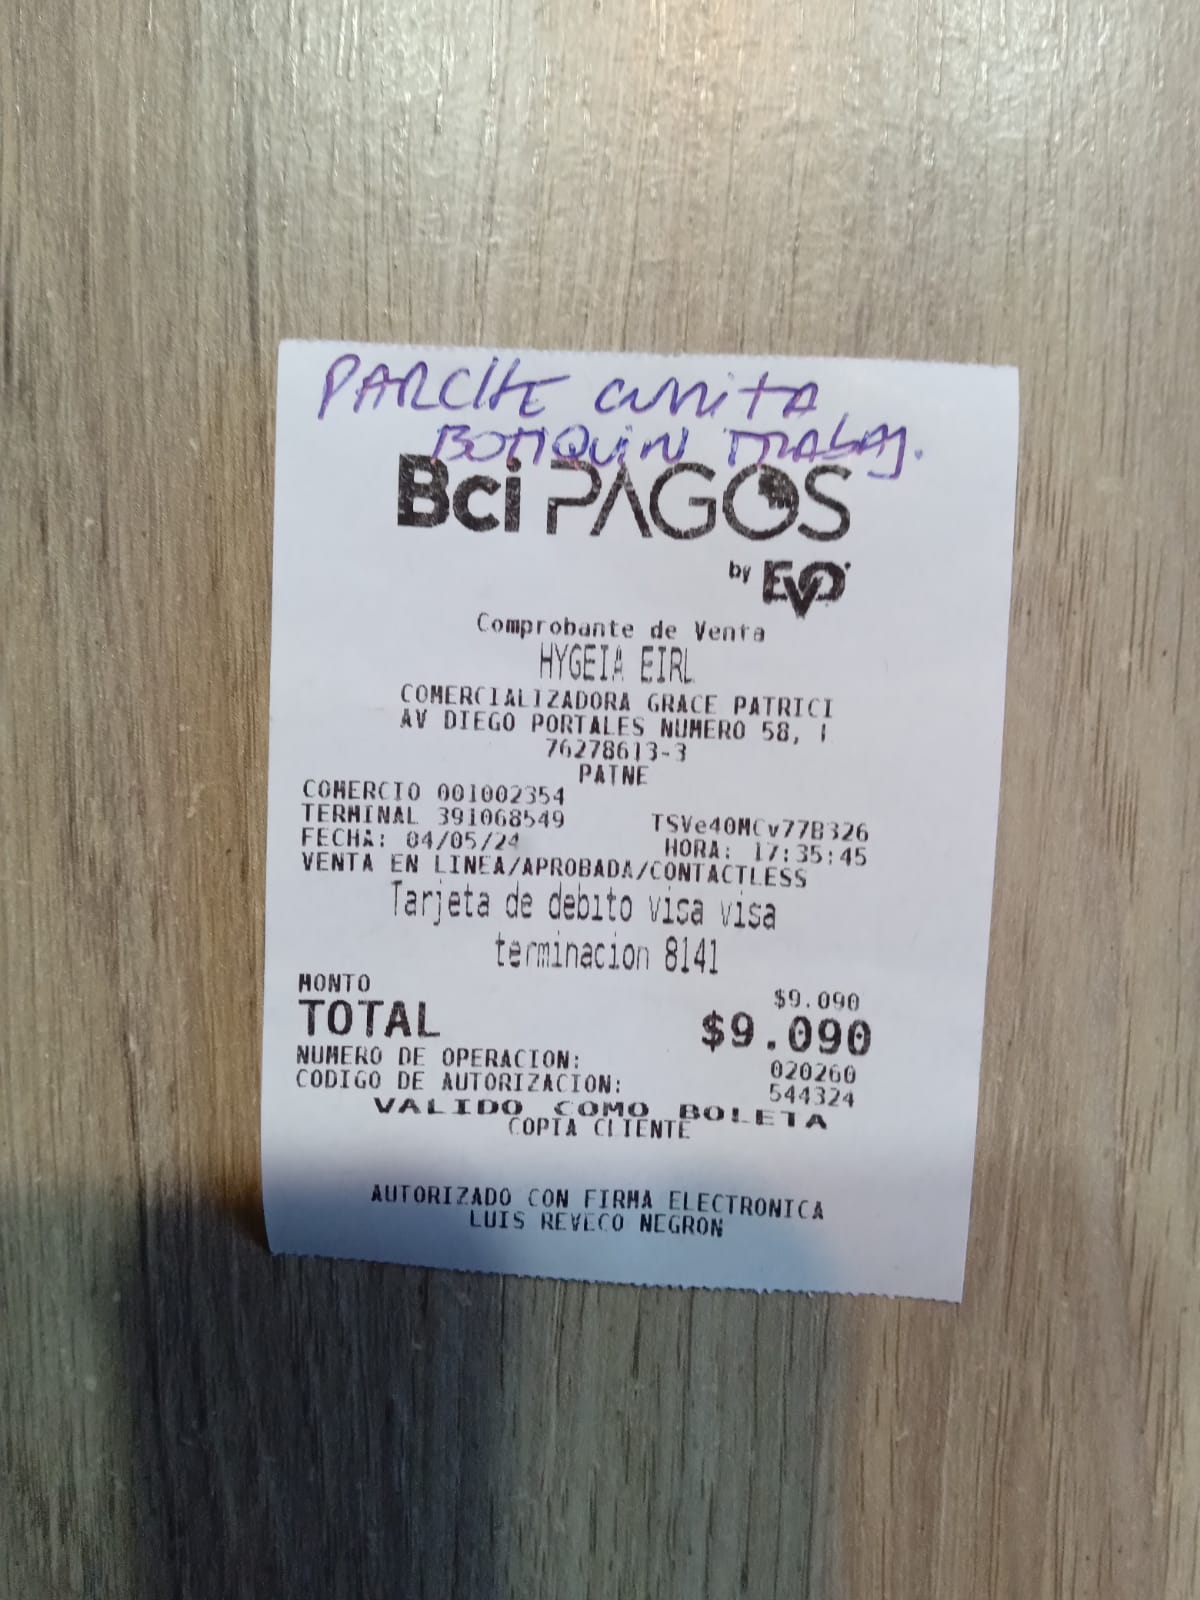 PARCHE CURITA
BOTIQUIN TRABAJ.
Bci PAGOS
by EVO
Comprobante de Venta
HYGEIA EIRL
COMERCIALIZADORA GRACE PATRICI
AV DIEGO PORTALES NUMERO 58, I
76278613-3
PATNE
COMERCIO 001002354
TERMINAL 391068549 TSVe40MCv77B326
FECHA: 04/05/24 HORA: 17:35:45
VENTA EN LINEA/APROBADA/CONTACTLESS
Tarjeta de debito visa visa
terminacion 8141
MONTO $9.090
TOTAL $9.090
NUMERO DE OPERACION: 020260
CODIGO DE AUTORIZACION: 544324
VALIDO COMO BOLETA
COPIA CLIENTE
AUTORIZADO CON FIRMA ELECTRONICA
LUIS REVECO NEGRON